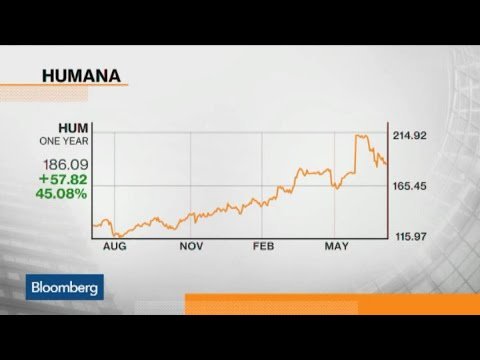 HUMANA
HUM
ONE YEAR
186.09
+57.82
45.08%
214.92
165.45
115.97
AUG NOV FEB MAY
Bloomberg